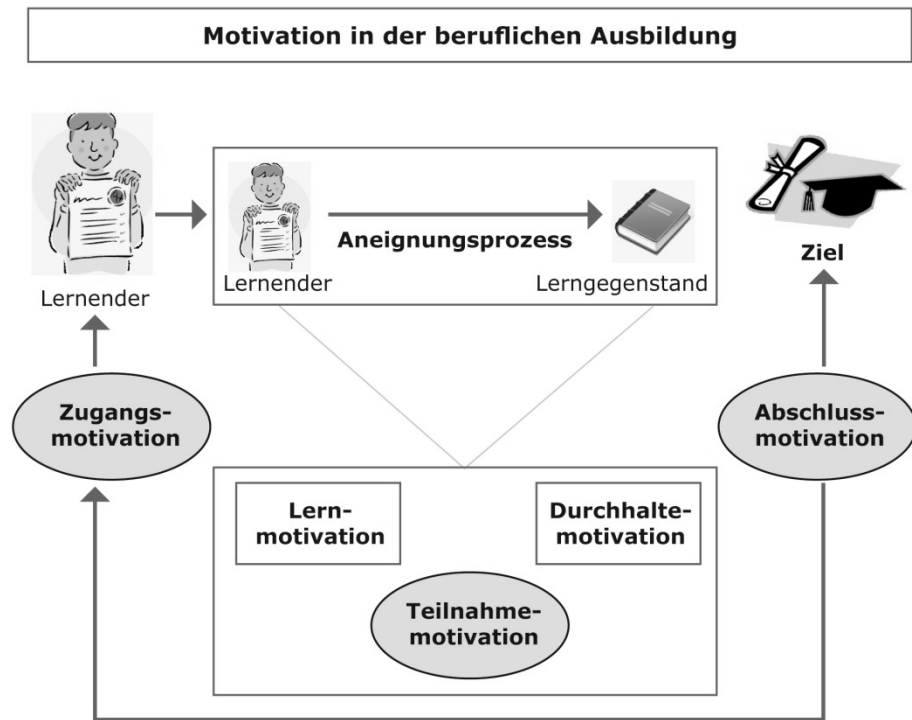 Motivation in der beruflichen Ausbildung
Lernender
Lernender
Aneignungsprozess
Lerngegenstand
Ziel
Zugangs-
motivation
Abschluss-
motivation
Lern-
motivation
Durchhalte-
motivation
Teilnahme-
motivation